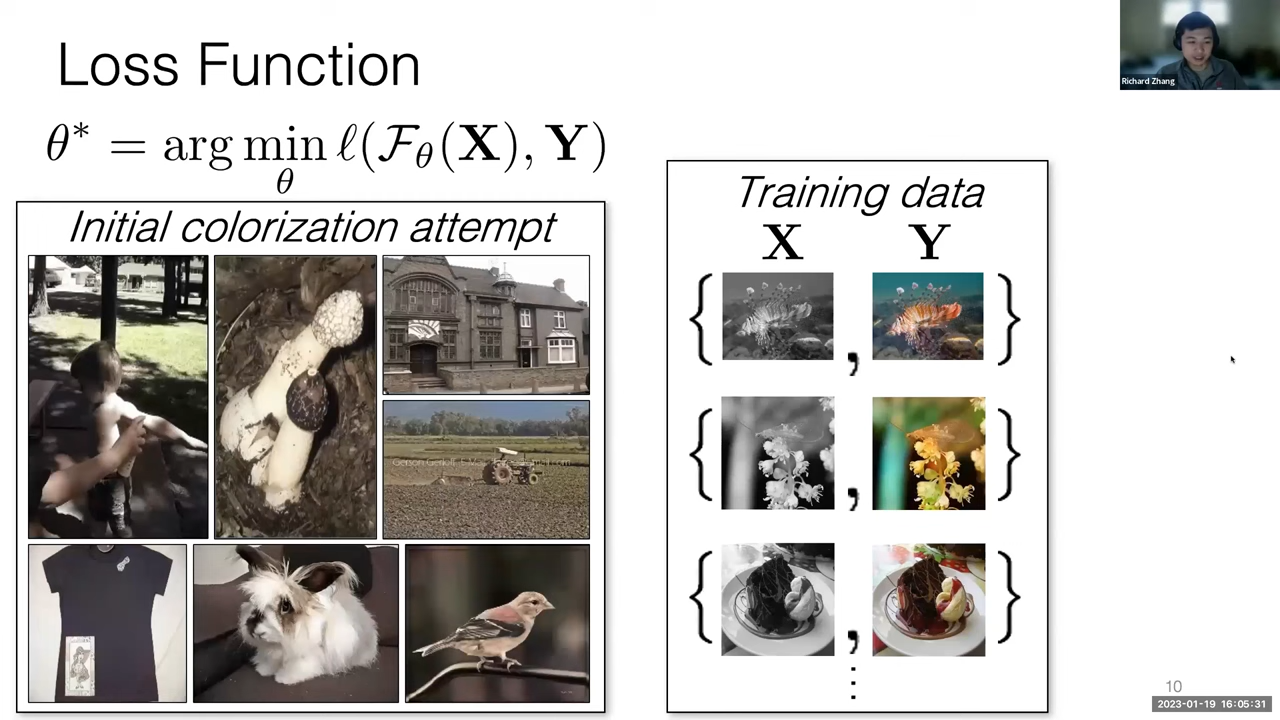 Loss Function
θ* = arg min ℓ(F_θ(X), Y)
θ
Initial colorization attempt
Training data
X Y
{ , }
{ , }
{ , }
⋮
Richard Zhang
10
2023-01-19 16:05:31